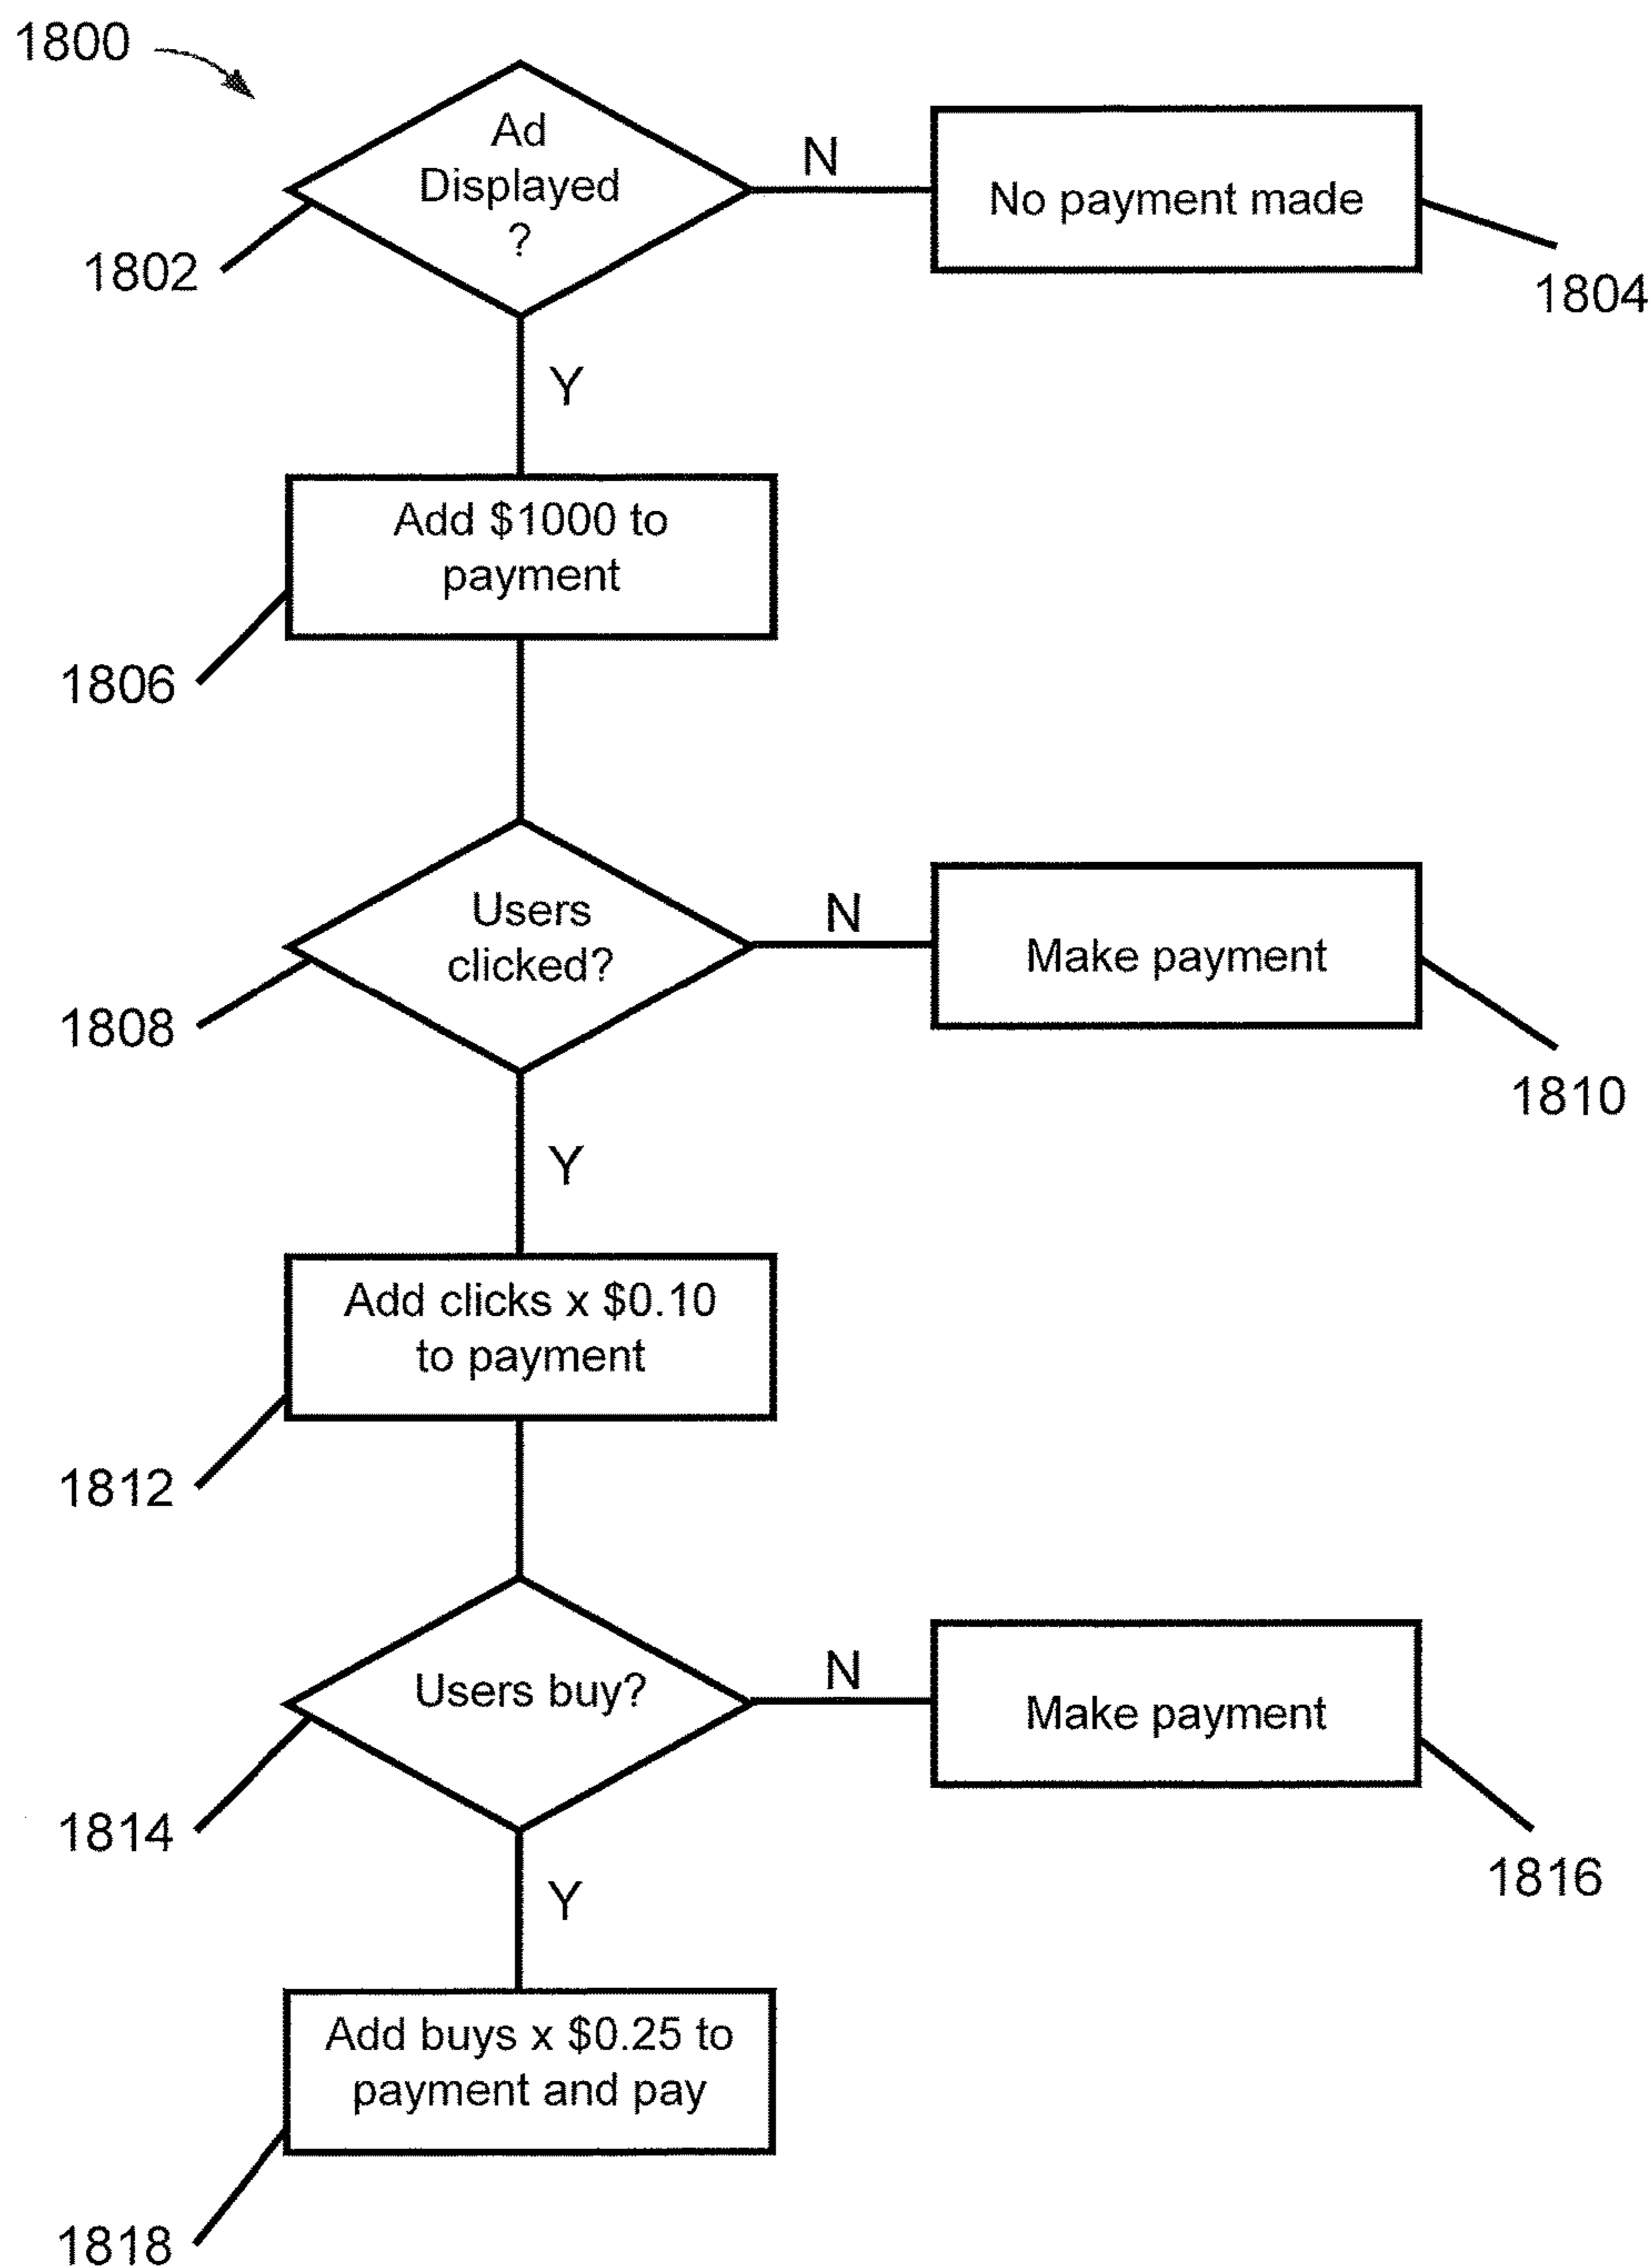 1800
Ad
Displayed
?
N
No payment made
1802
1804
Y
Add $1000 to
payment
1806
Users
clicked?
N
Make payment
1808
1810
Y
Add clicks x $0.10
to payment
1812
Users buy?
N
Make payment
1814
1816
Y
Add buys x $0.25 to
payment and pay
1818